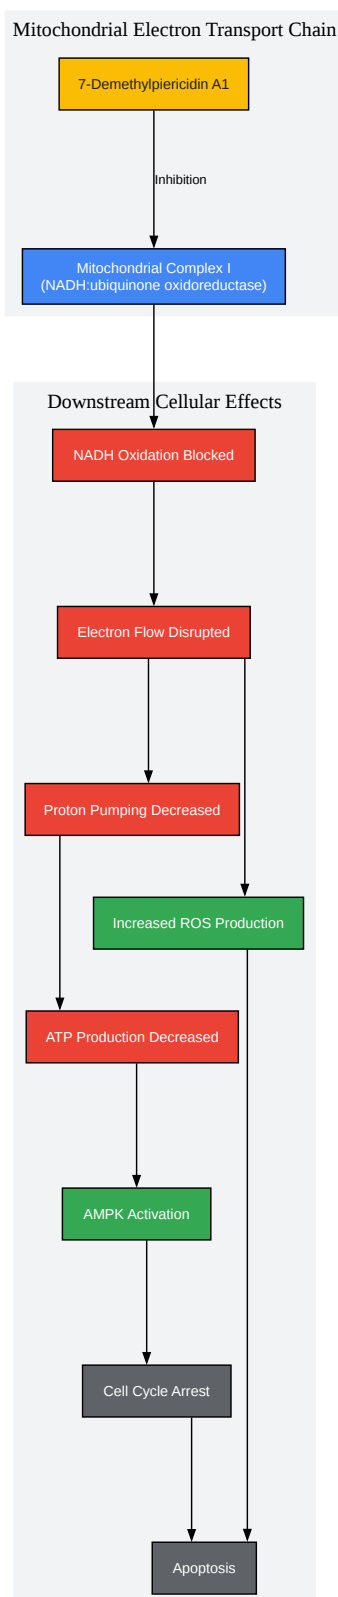 Mitochondrial Electron Transport Chain
7-Demethylpiericidin A1
Inhibition
Mitochondrial Complex I
(NADH:ubiquinone oxidoreductase)
Downstream Cellular Effects
NADH Oxidation Blocked
Electron Flow Disrupted
Proton Pumping Decreased
Increased ROS Production
ATP Production Decreased
AMPK Activation
Cell Cycle Arrest
Apoptosis